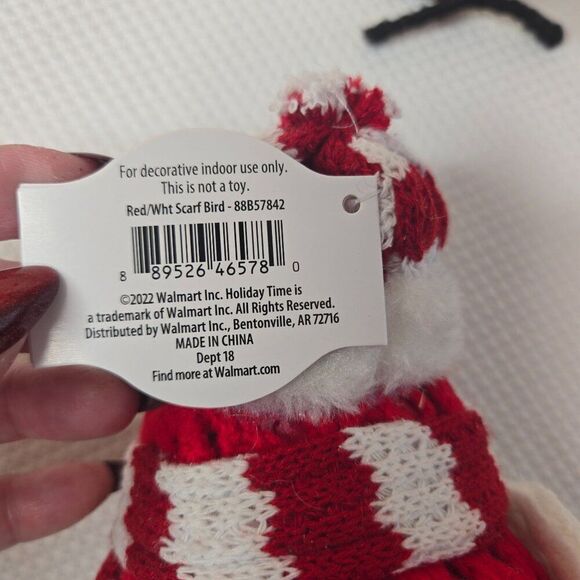 For decorative indoor use only.
This is not a toy.
Red/Wht Scarf Bird - 88B57842
8 89526 46578 0
©2022 Walmart Inc. Holiday Time is
a trademark of Walmart Inc. All Rights Reserved.
Distributed by Walmart Inc., Bentonville, AR 72716
MADE IN CHINA
Dept 18
Find more at Walmart.com